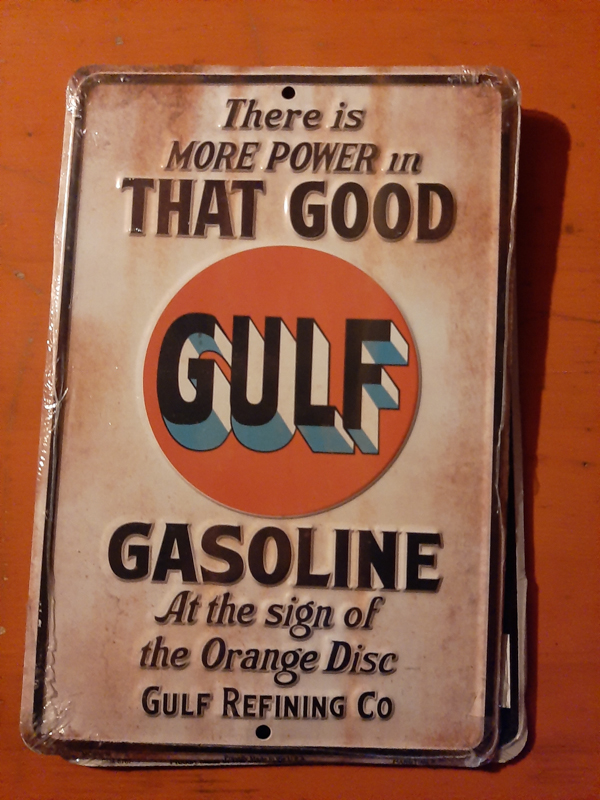 There is
MORE POWER in
THAT GOOD
GULF
GASOLINE
At the sign of
the Orange Disc
GULF REFINING CO